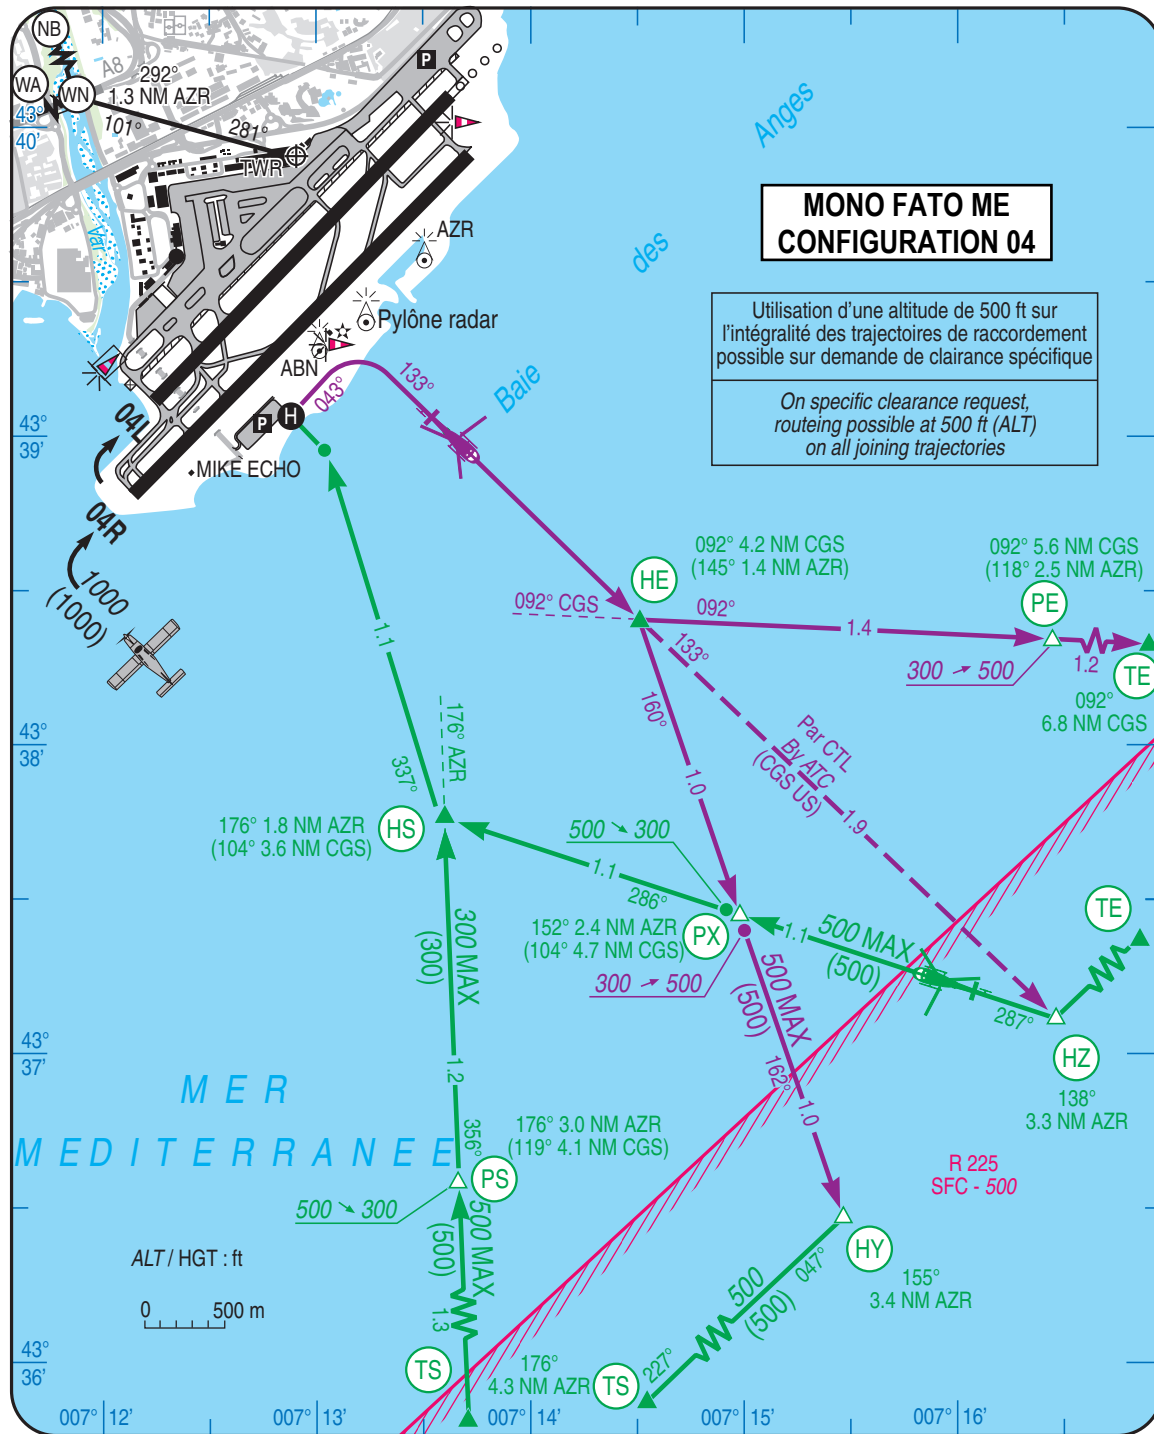 NB
WA
WN
A8
292°
1.3 NM AZR
101°
281°
TWR
P
43°
40'
Var
Anges
des
Baie
MONO FATO ME
CONFIGURATION 04
AZR
Pylône radar
ABN
Utilisation d'une altitude de 500 ft sur
l'intégralité des trajectoires de raccordement
possible sur demande de clairance spécifique
On specific clearance request,
routeing possible at 500 ft (ALT)
on all joining trajectories
043°
133°
P
H
43°
39'
04L
MIKE ECHO
04R
1000
(1000)
092° 4.2 NM CGS
(145° 1.4 NM AZR)
HE
092° CGS
092°
1.4
092° 5.6 NM CGS
(118° 2.5 NM AZR)
PE
300 → 500
1.2
TE
092°
6.8 NM CGS
133°
160°
1.0
Par CTL
By ATC
(CGS US)
1.9
1.1
337°
176° AZR
43°
38'
176° 1.8 NM AZR
(104° 3.6 NM CGS)
HS
500 ↘ 300
1.1
286°
152° 2.4 NM AZR
(104° 4.7 NM CGS)
PX
300 → 500
1.1
500 MAX
(500)
287°
TE
HZ
138°
3.3 NM AZR
300 MAX
(300)
1.2
356°
500 MAX
(500)
162°
1.0
43°
37'
MER
MEDITERRANEE
176° 3.0 NM AZR
(119° 4.1 NM CGS)
PS
500 ↘ 300
500 MAX
(500)
1.3
R 225
SFC - 500
HY
155°
3.4 NM AZR
047°
500
(500)
227°
ALT / HGT : ft
0 500 m
43°
36'
TS
176°
4.3 NM AZR
TS
007° 12' 007° 13' 007° 14' 007° 15' 007° 16'